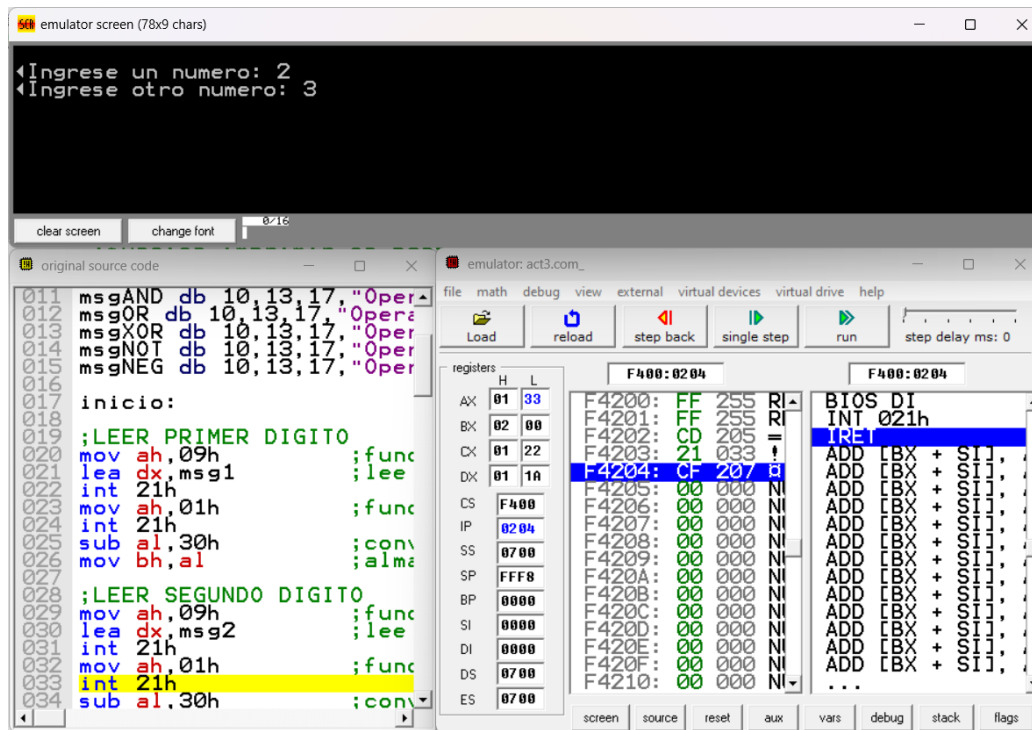 emulator screen (78x9 chars)
Ingrese un numero: 2
Ingrese otro numero: 3
clear screen
change font
0/16
original source code
011 msgAND db 10,13,17,"Oper
012 msgOR db 10,13,17,"Opera
013 msgXOR db 10,13,17,"Oper
014 msgNOT db 10,13,17,"Oper
015 msgNEG db 10,13,17,"Oper
016
017 inicio:
018
019 ;LEER PRIMER DIGITO
020 mov ah,09h ;func
021 lea dx,msg1 ;lee
022 int 21h
023 mov ah,01h ;func
024 int 21h
025 sub al,30h ;conv
026 mov bh,al ;alma
027
028 ;LEER SEGUNDO DIGITO
029 mov ah,09h ;func
030 lea dx,msg2 ;lee
031 int 21h
032 mov ah,01h ;func
033 int 21h
034 sub al,30h ;conv
emulator: act3.com_
file math debug view external virtual devices virtual drive help
Load reload step back single step run step delay ms: 0
registers
H L
AX 01 33
BX 02 00
CX 01 22
DX 01 1A
CS F400
IP 0204
SS 0700
SP FFF8
BP 0000
SI 0000
DI 0000
DS 0700
ES 0700
F400:0204
F4200: FF 255
F4201: FF 255
F4202: CD 205 =
F4203: 21 033 !
F4204: CF 207 ¤
F4205: 00 000
F4206: 00 000
F4207: 00 000
F4208: 00 000
F4209: 00 000
F420A: 00 000
F420B: 00 000
F420C: 00 000
F420D: 00 000
F420E: 00 000
F420F: 00 000
F4210: 00 000
F400:0204
BIOS DI
INT 021h
IRET
ADD [BX + SI],
ADD [BX + SI],
ADD [BX + SI],
ADD [BX + SI],
ADD [BX + SI],
ADD [BX + SI],
ADD [BX + SI],
ADD [BX + SI],
ADD [BX + SI],
ADD [BX + SI],
ADD [BX + SI],
ADD [BX + SI],
ADD [BX + SI],
...
screen source reset aux vars debug stack flags